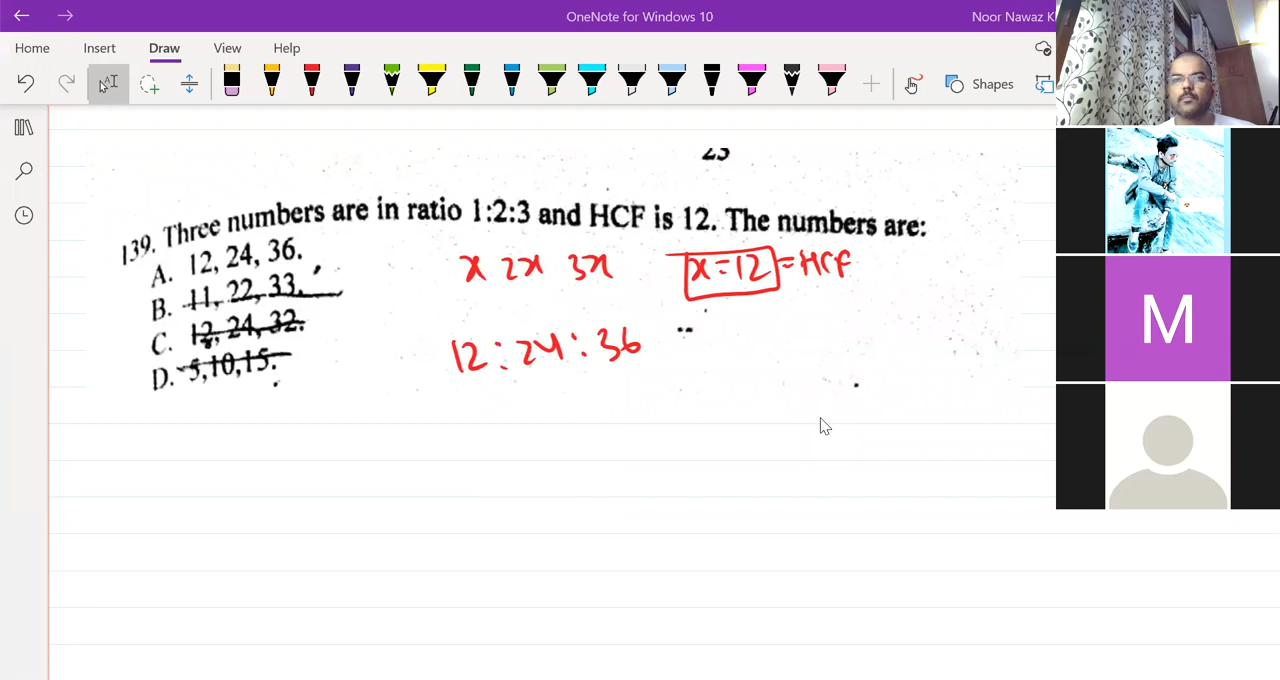 OneNote for Windows 10
Noor Nawaz K
Home Insert Draw View Help
Shapes
139. Three numbers are in ratio 1:2:3 and HCF is 12. The numbers are:
A. 12, 24, 36.
B. 11, 22, 33.
C. 12, 24, 32.
D. 5,10,15.
x 2x 3x x=12 =HCF
12:24:36
M